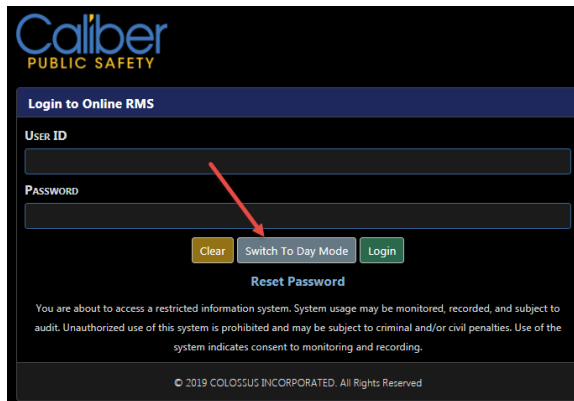 Caliber
PUBLIC SAFETY
Login to Online RMS
User ID
Password
Clear Switch To Day Mode Login
Reset Password
You are about to access a restricted information system. System usage may be monitored, recorded, and subject to
audit. Unauthorized use of this system is prohibited and may be subject to criminal and/or civil penalties. Use of the
system indicates consent to monitoring and recording.
© 2019 COLOSSUS INCORPORATED. All Rights Reserved